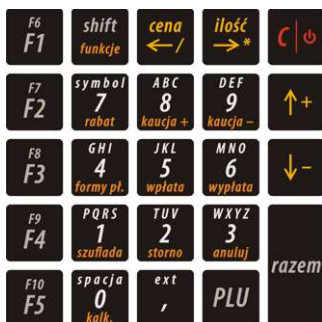 F6
F1
shift
funkcje
cena
←/
ilość
→*
C|⏻
F7
F2
symbol
7
rabat
ABC
8
kaucja +
DEF
9
kaucja –
↑+
F8
F3
GHI
4
formy pł.
JKL
5
wpłata
MNO
6
wypłata
↓–
F9
F4
PQRS
1
szuflada
TUV
2
storno
WXYZ
3
anuluj
razem
F10
F5
spacja
0
kalk.
ext
,
PLU